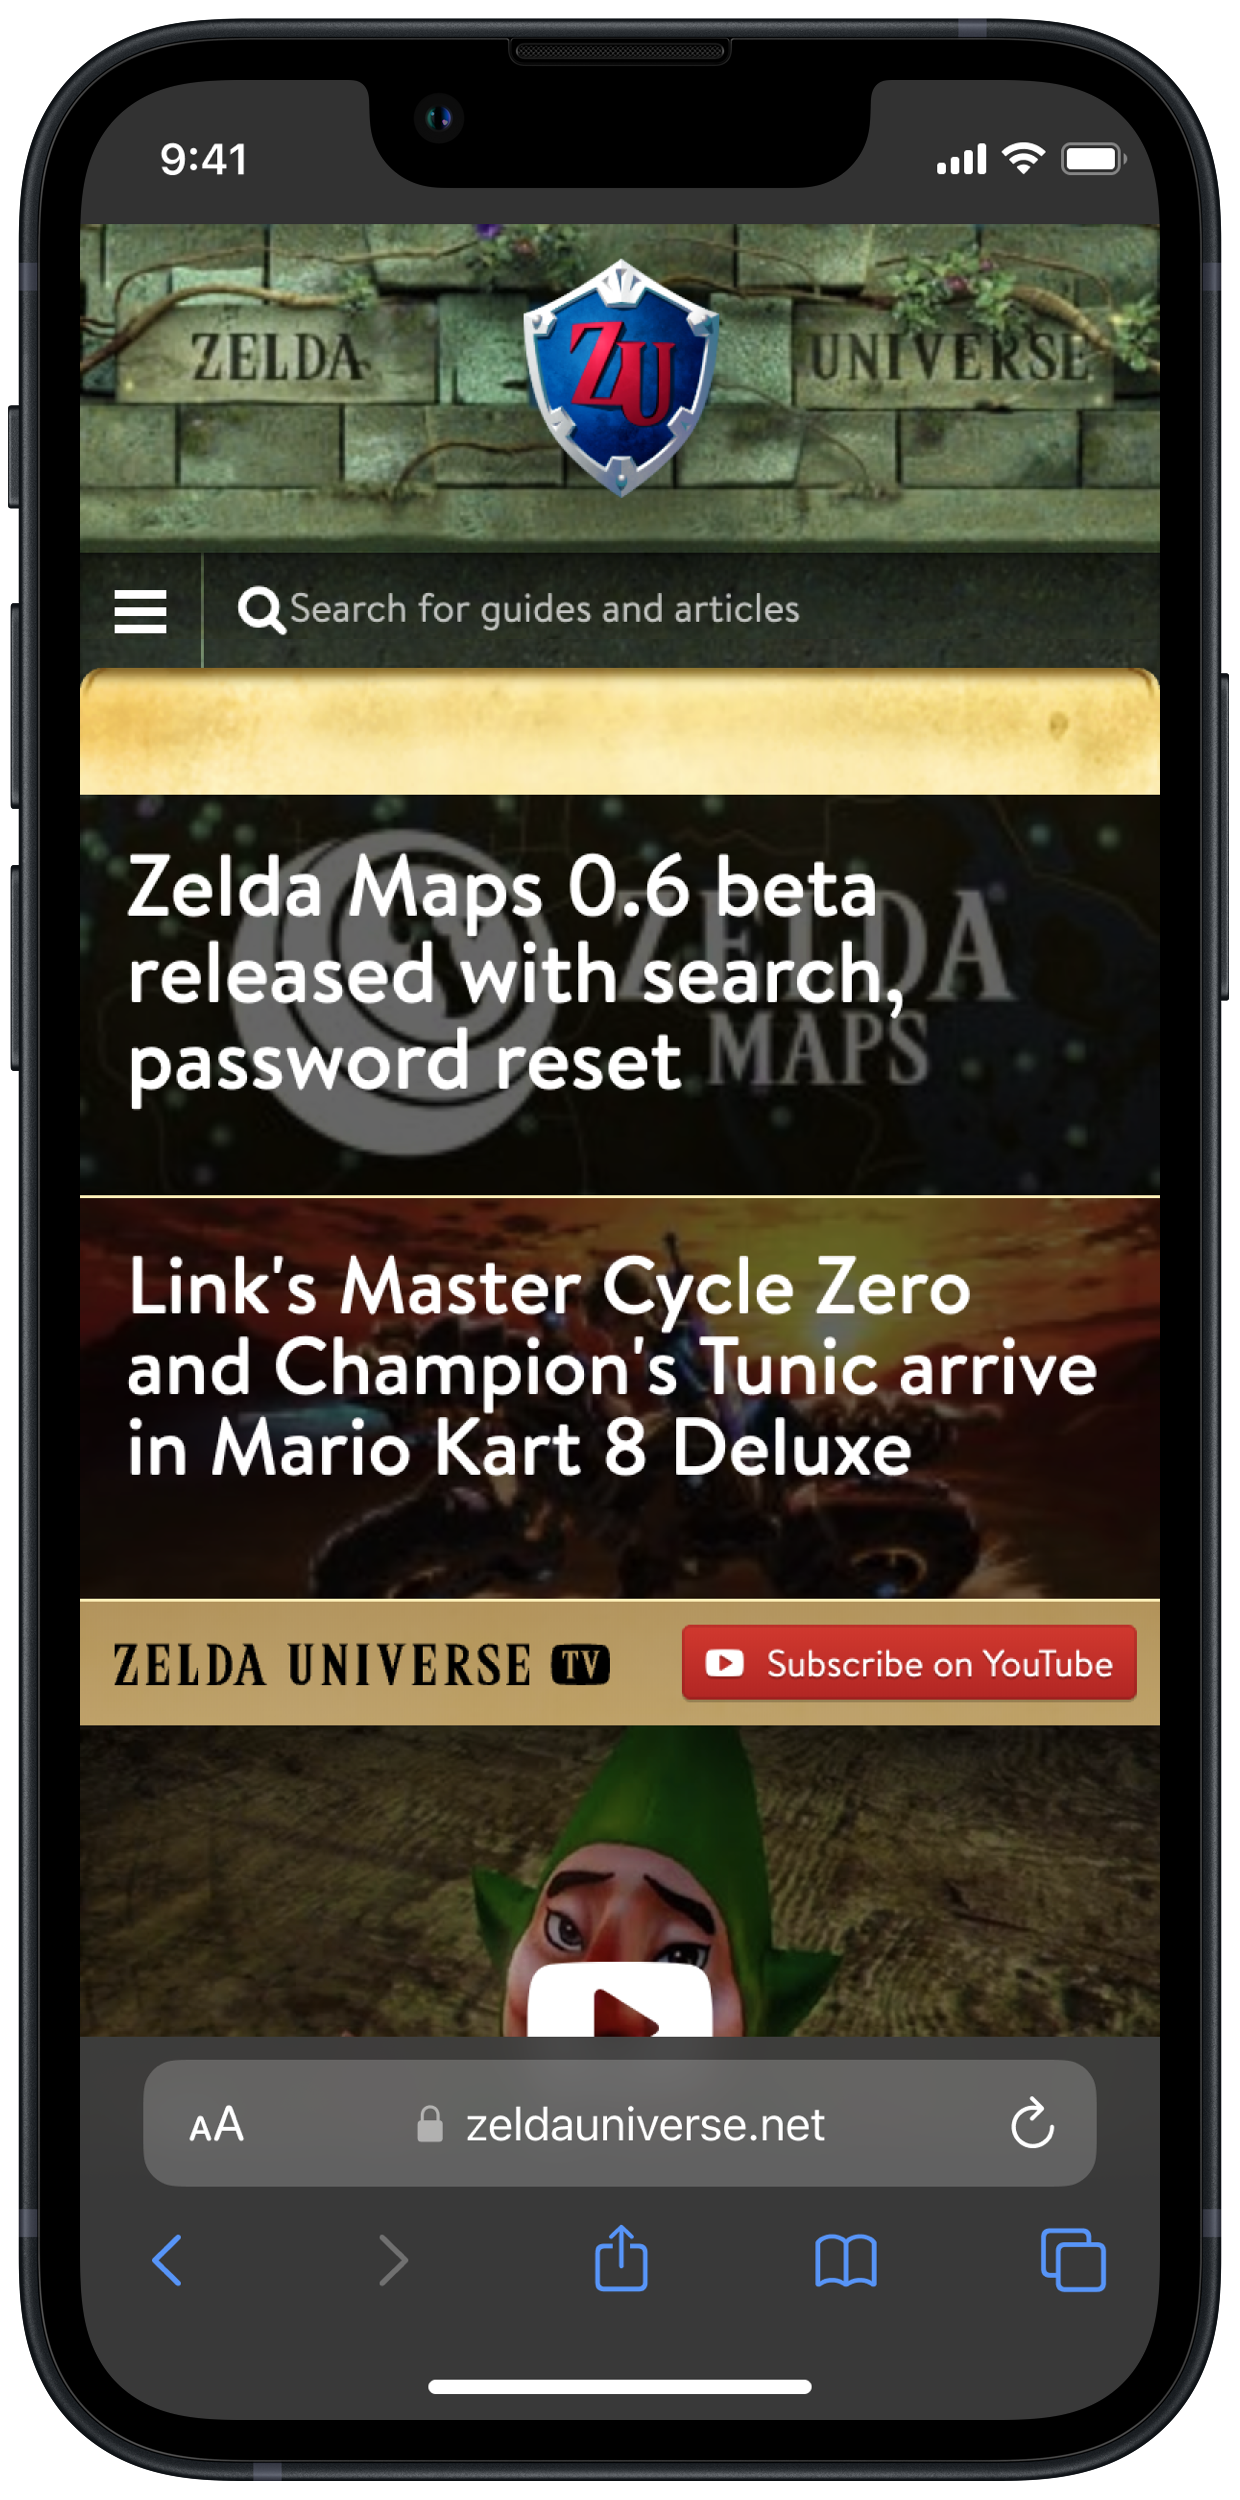 9:41
ZELDA
ZU
UNIVERSE
Search for guides and articles
Zelda Maps 0.6 beta
released with search,
password reset
ZELDA
MAPS
Link's Master Cycle Zero
and Champion's Tunic arrive
in Mario Kart 8 Deluxe
ZELDA UNIVERSE TV
Subscribe on YouTube
AA
zeldauniverse.net